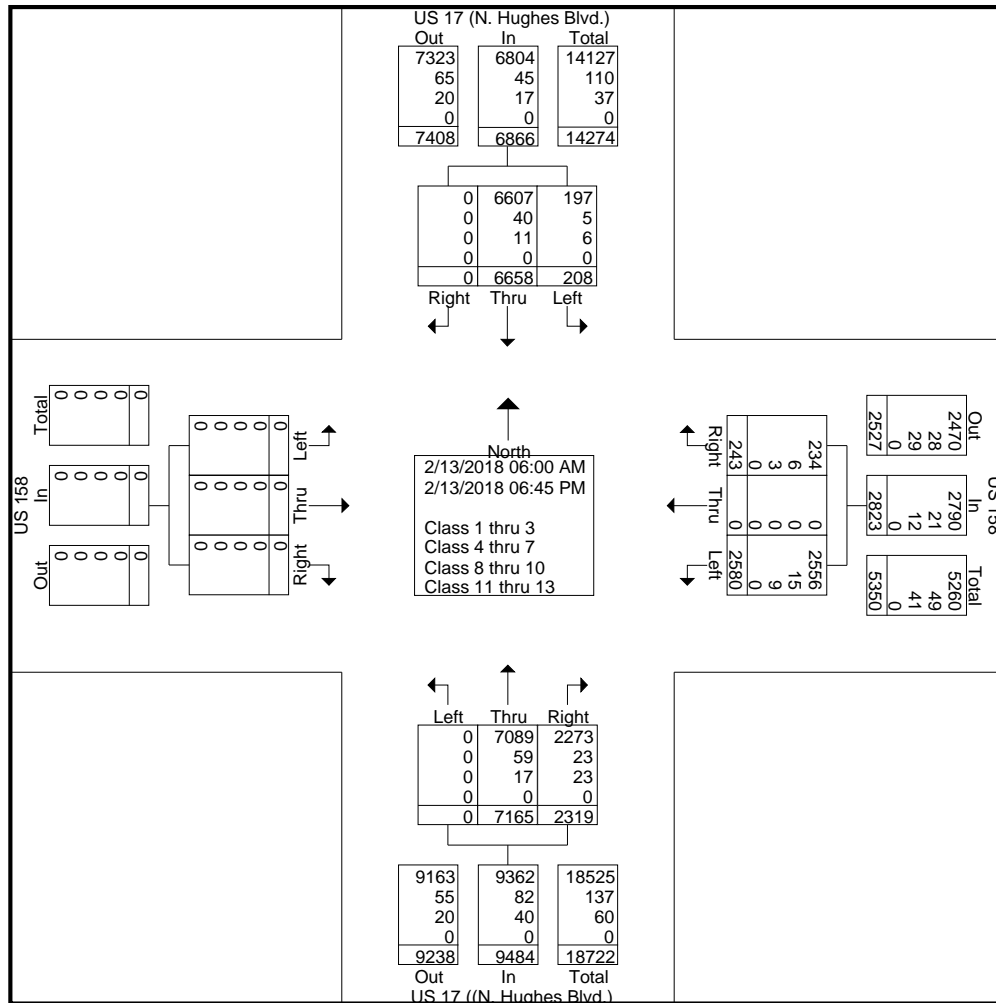 US 17 (N. Hughes Blvd.)
Out In Total
7323 6804 14127
65 45 110
20 17 37
0 0 0
7408 6866 14274
0 6607 197
0 40 5
0 11 6
0 0 0
0 6658 208
Right Thru Left
US 158
Out In Total
0 0 0
0 0 0
0 0 0
0 0 0
0 0 0
Right Thru Left
0 0 0
0 0 0
0 0 0
0 0 0
0 0 0
North
2/13/2018 06:00 AM
2/13/2018 06:45 PM
Class 1 thru 3
Class 4 thru 7
Class 8 thru 10
Class 11 thru 13
Right Thru Left
234 0 2556
6 0 15
3 0 9
0 0 0
243 0 2580
US 158
Out In Total
2470 2790 5260
28 21 49
29 12 41
0 0 0
2527 2823 5350
Left Thru Right
0 7089 2273
0 59 23
0 17 23
0 0 0
0 7165 2319
9163 9362 18525
55 82 137
20 40 60
0 0 0
9238 9484 18722
Out In Total
US 17 ((N. Hughes Blvd.)